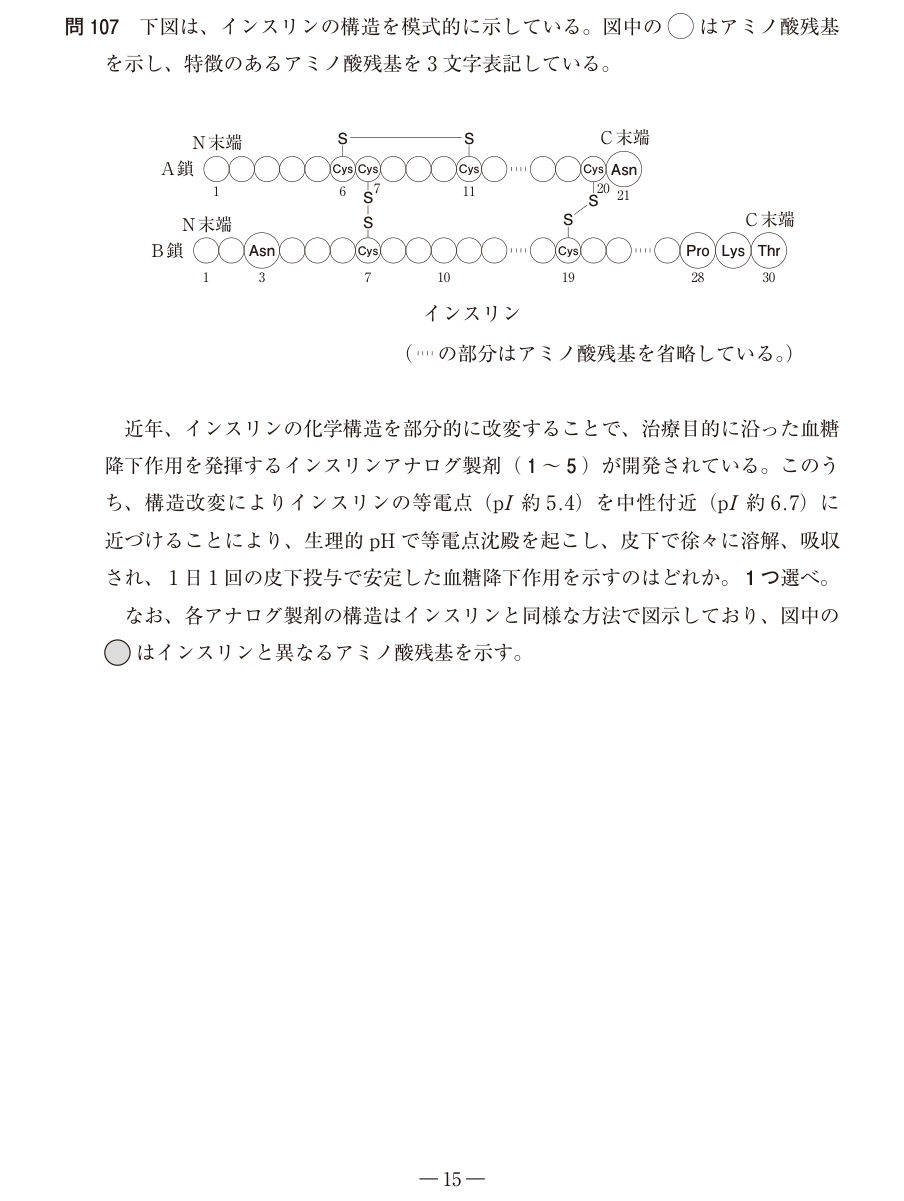 問 107 下図は、インスリンの構造を模式的に示している。図中の ◯ はアミノ酸残基
を示し、特徴のあるアミノ酸残基を 3 文字表記している。
S S
N 末端 C 末端
A 鎖 Cys Cys Cys Cys Asn
1 6 7 11 20 21
S S
S S
N 末端 C 末端
B 鎖 Asn Cys Cys Pro Lys Thr
1 3 7 10 19 28 30
インスリン
( ···· の部分はアミノ酸残基を省略している。)
近年、インスリンの化学構造を部分的に改変することで、治療目的に沿った血糖
降下作用を発揮するインスリンアナログ製剤( 1 ~ 5 )が開発されている。このう
ち、構造改変によりインスリンの等電点(pI 約 5.4)を中性付近(pI 約 6.7)に
近づけることにより、生理的 pH で等電点沈殿を起こし、皮下で徐々に溶解、吸収
され、1 日 1 回の皮下投与で安定した血糖降下作用を示すのはどれか。1つ選べ。
なお、各アナログ製剤の構造はインスリンと同様な方法で図示しており、図中の
はインスリンと異なるアミノ酸残基を示す。
— 15 —